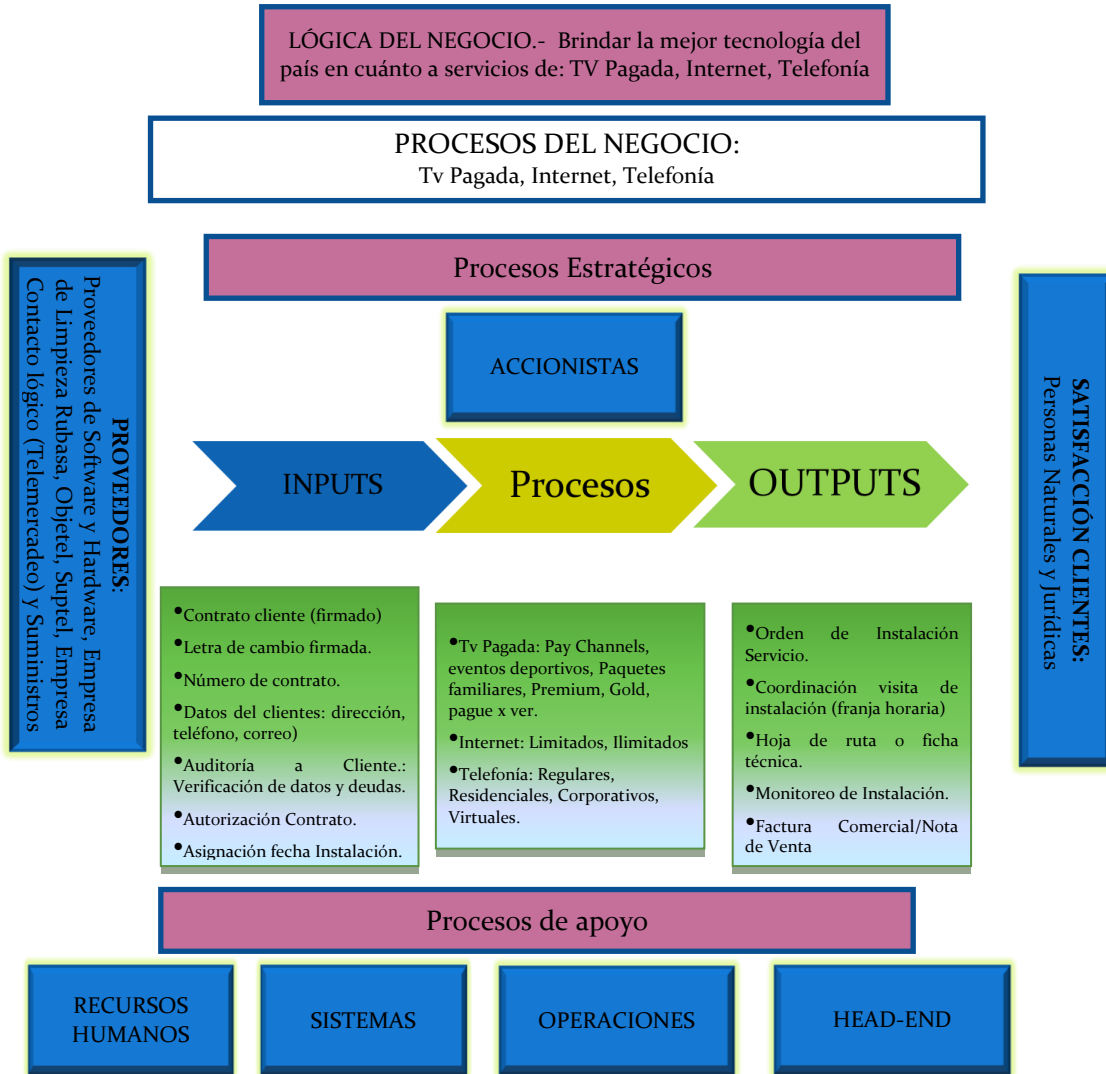 LÓGICA DEL NEGOCIO.- Brindar la mejor tecnología del
país en cuánto a servicios de: TV Pagada, Internet, Telefonía
PROCESOS DEL NEGOCIO:
Tv Pagada, Internet, Telefonía
Procesos Estratégicos
PROVEEDORES:
Proveedores de Software y Hardware, Empresa
de Limpieza Rubasa, Objetel, Suptel, Empresa
Contacto lógico (Telemercadeo) y Suministros
ACCIONISTAS
SATISFACCIÓN CLIENTES:
Personas Naturales y Jurídicas
INPUTS
Procesos
OUTPUTS
•Contrato cliente (firmado)
•Letra de cambio firmada.
•Número de contrato.
•Datos del clientes: dirección,
teléfono, correo)
•Auditoría a Cliente.:
Verificación de datos y deudas.
•Autorización Contrato.
•Asignación fecha Instalación.
•Tv Pagada: Pay Channels,
eventos deportivos, Paquetes
familiares, Premium, Gold,
pague x ver.
•Internet: Limitados, Ilimitados
•Telefonía: Regulares,
Residenciales, Corporativos,
Virtuales.
•Orden de Instalación
Servicio.
•Coordinación visita de
instalación (franja horaria)
•Hoja de ruta o ficha
técnica.
•Monitoreo de Instalación.
•Factura Comercial/Nota
de Venta
Procesos de apoyo
RECURSOS
HUMANOS
SISTEMAS
OPERACIONES
HEAD-END